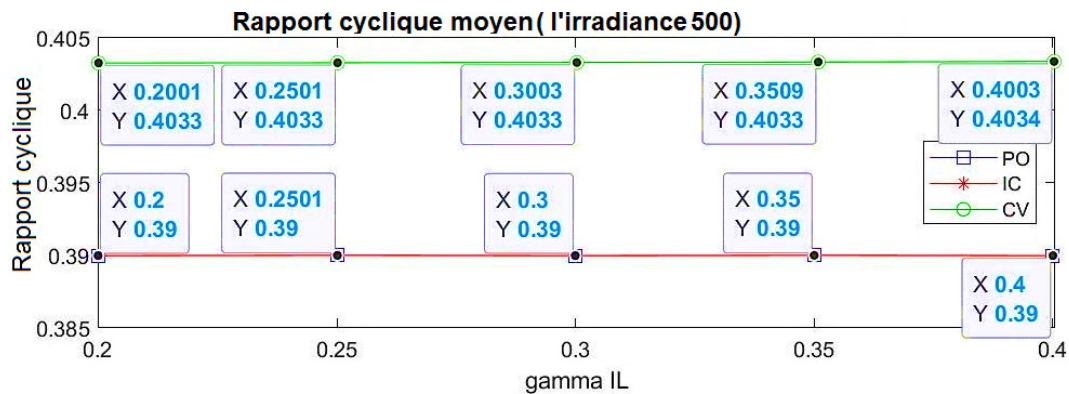 Rapport cyclique moyen ( l'irradiance 500)
Rapport cyclique
0.405
0.4
0.395
0.39
0.385
X 0.2001
Y 0.4033
X 0.2501
Y 0.4033
X 0.3003
Y 0.4033
X 0.3509
Y 0.4033
X 0.4003
Y 0.4034
PO
IC
CV
X 0.2
Y 0.39
X 0.2501
Y 0.39
X 0.3
Y 0.39
X 0.35
Y 0.39
X 0.4
Y 0.39
0.2
0.25
0.3
0.35
0.4
gamma IL